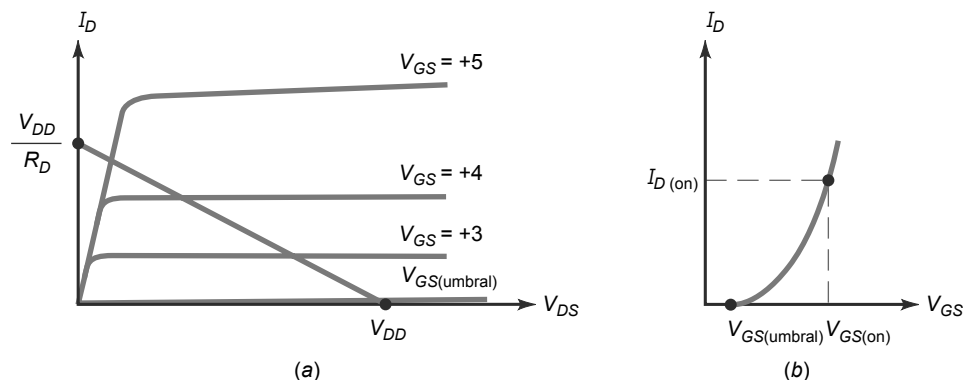 I_D
V_GS = +5
V_DD
R_D
V_GS = +4
V_GS = +3
V_GS(umbral)
V_DS
V_DD
(a)
I_D
I_D (on)
V_GS
V_GS(umbral) V_GS(on)
(b)